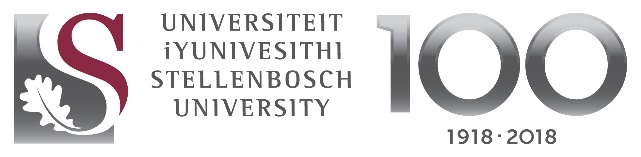 S
UNIVERSITEIT
iYUNIVESITHI
STELLENBOSCH
UNIVERSITY
100
1918 · 2018